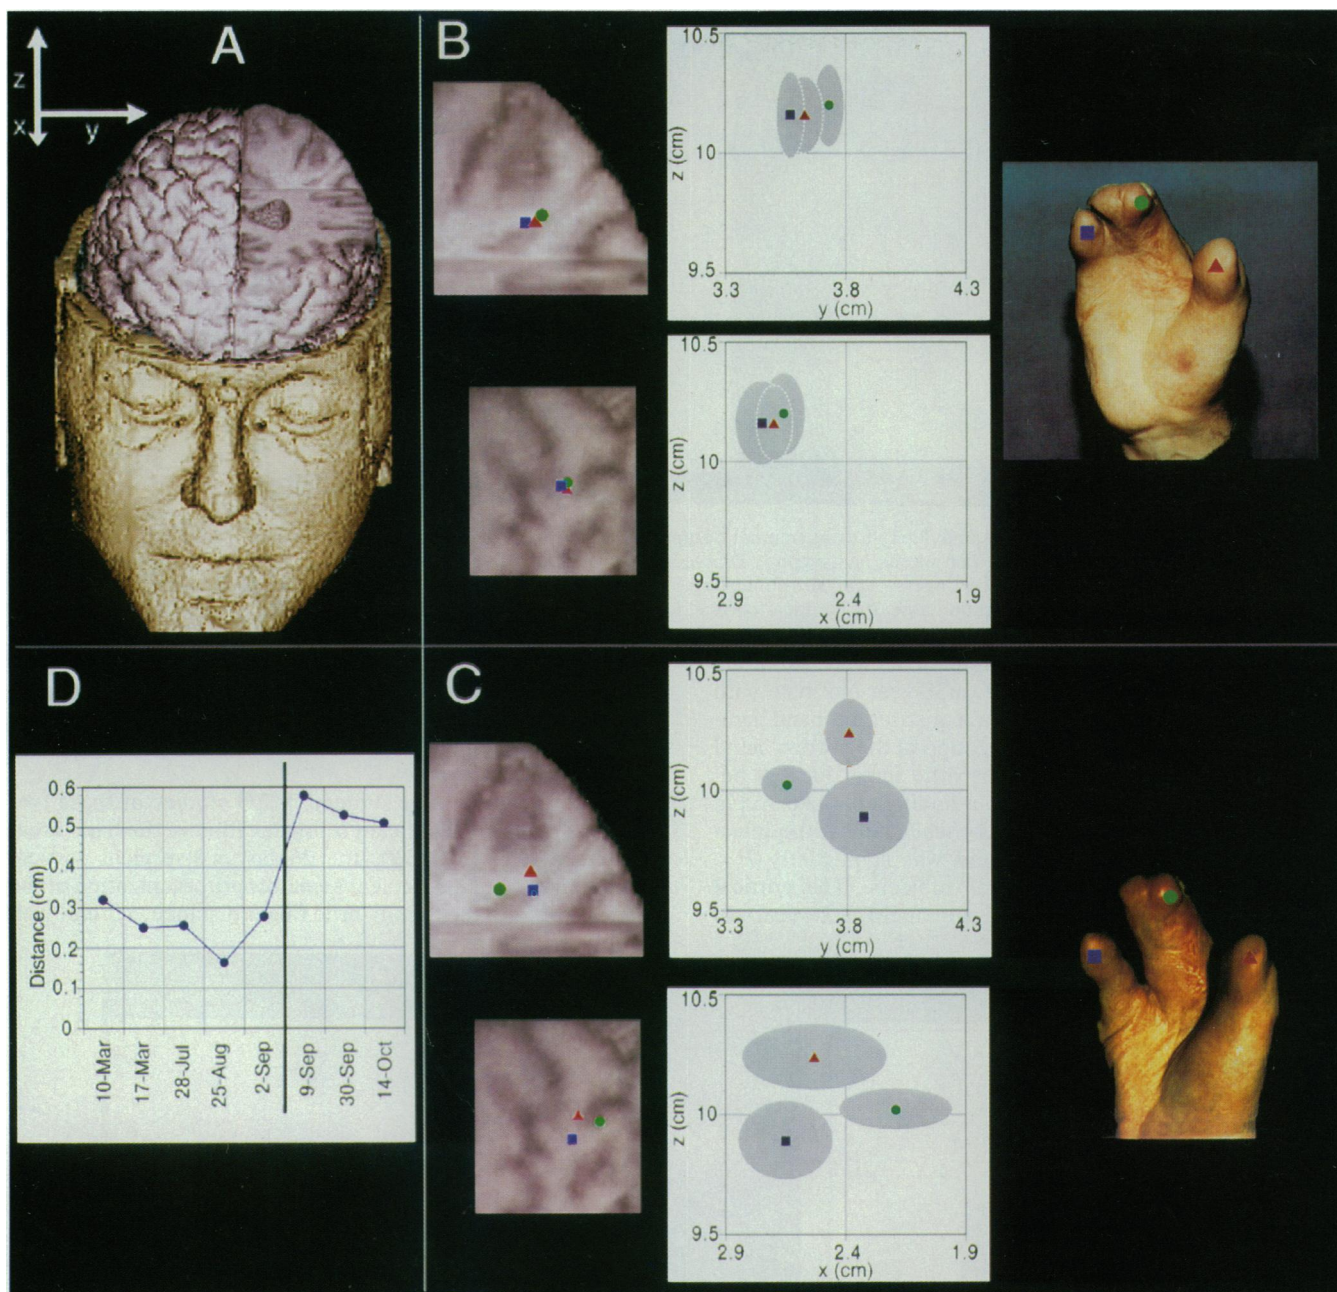 A
z
x
y
B
10.5
z (cm)
10
9.5
3.3 3.8 4.3
y (cm)
10.5
z (cm)
10
9.5
2.9 2.4 1.9
x (cm)
D
0.6
0.5
0.4
0.3
0.2
0.1
0
Distance (cm)
10-Mar
17-Mar
28-Jul
25-Aug
2-Sep
9-Sep
30-Sep
14-Oct
C
10.5
z (cm)
10
9.5
3.3 3.8 4.3
y (cm)
10.5
z (cm)
10
9.5
2.9 2.4 1.9
x (cm)